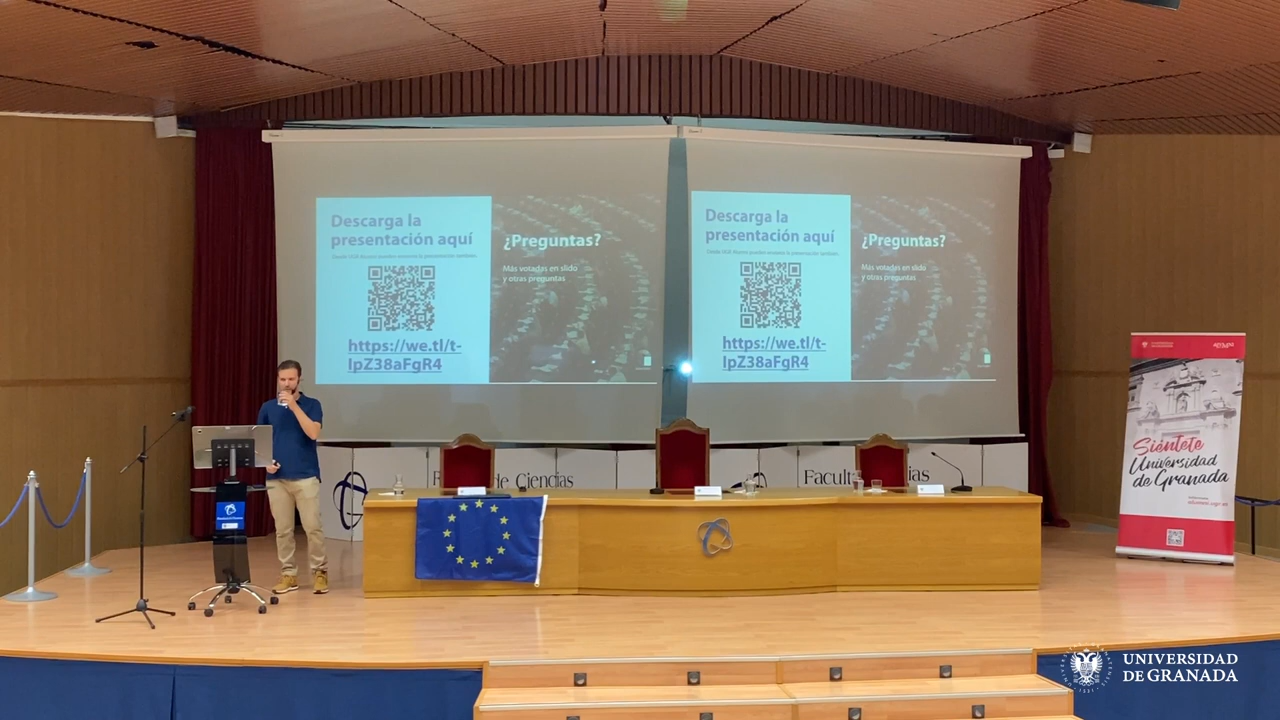 Descarga la
presentación aquí
¿Preguntas?
Más votadas en slido
y otras preguntas
https://we.tl/t-
IpZ38aFgR4
Descarga la
presentación aquí
¿Preguntas?
Más votadas en slido
y otras preguntas
https://we.tl/t-
IpZ38aFgR4
de Ciencias
Facultad
Siéntete
Universidad
de Granada
UNIVERSIDAD
DE GRANADA